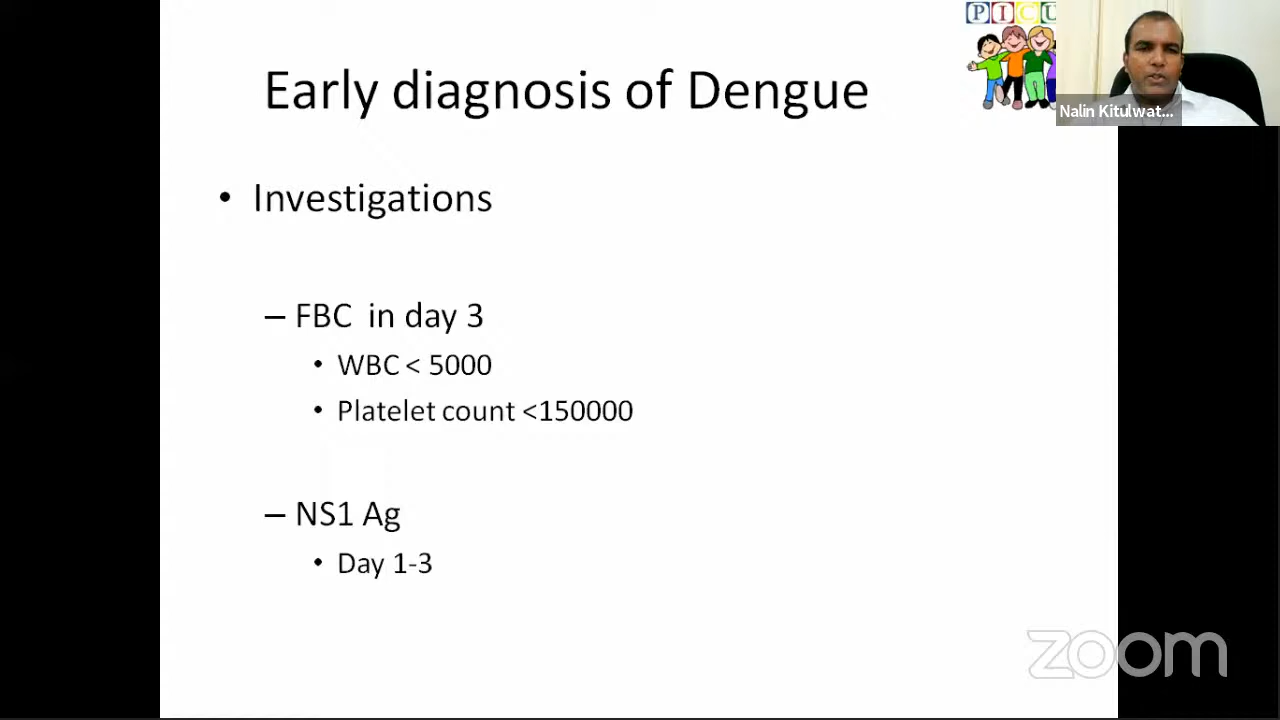 PICU
Early diagnosis of Dengue
Nalin Kitulwat...
• Investigations
– FBC in day 3
• WBC < 5000
• Platelet count <150000
– NS1 Ag
• Day 1-3
zoom